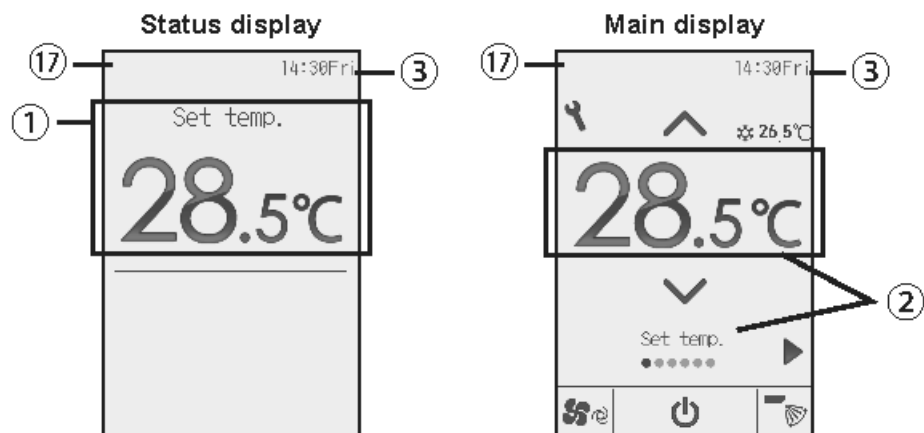 Status display
Main display
⑰
14:30Fri
③
①
Set temp.
28.5℃
⑰
14:30Fri
③
26.5℃
28.5℃
②
Set temp.